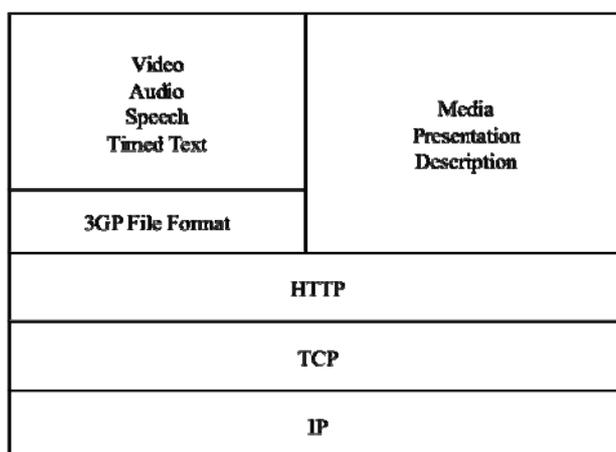 Video
Audio
Speech
Timed Text
3GP File Format
Media
Presentation
Description
HTTP
TCP
IP